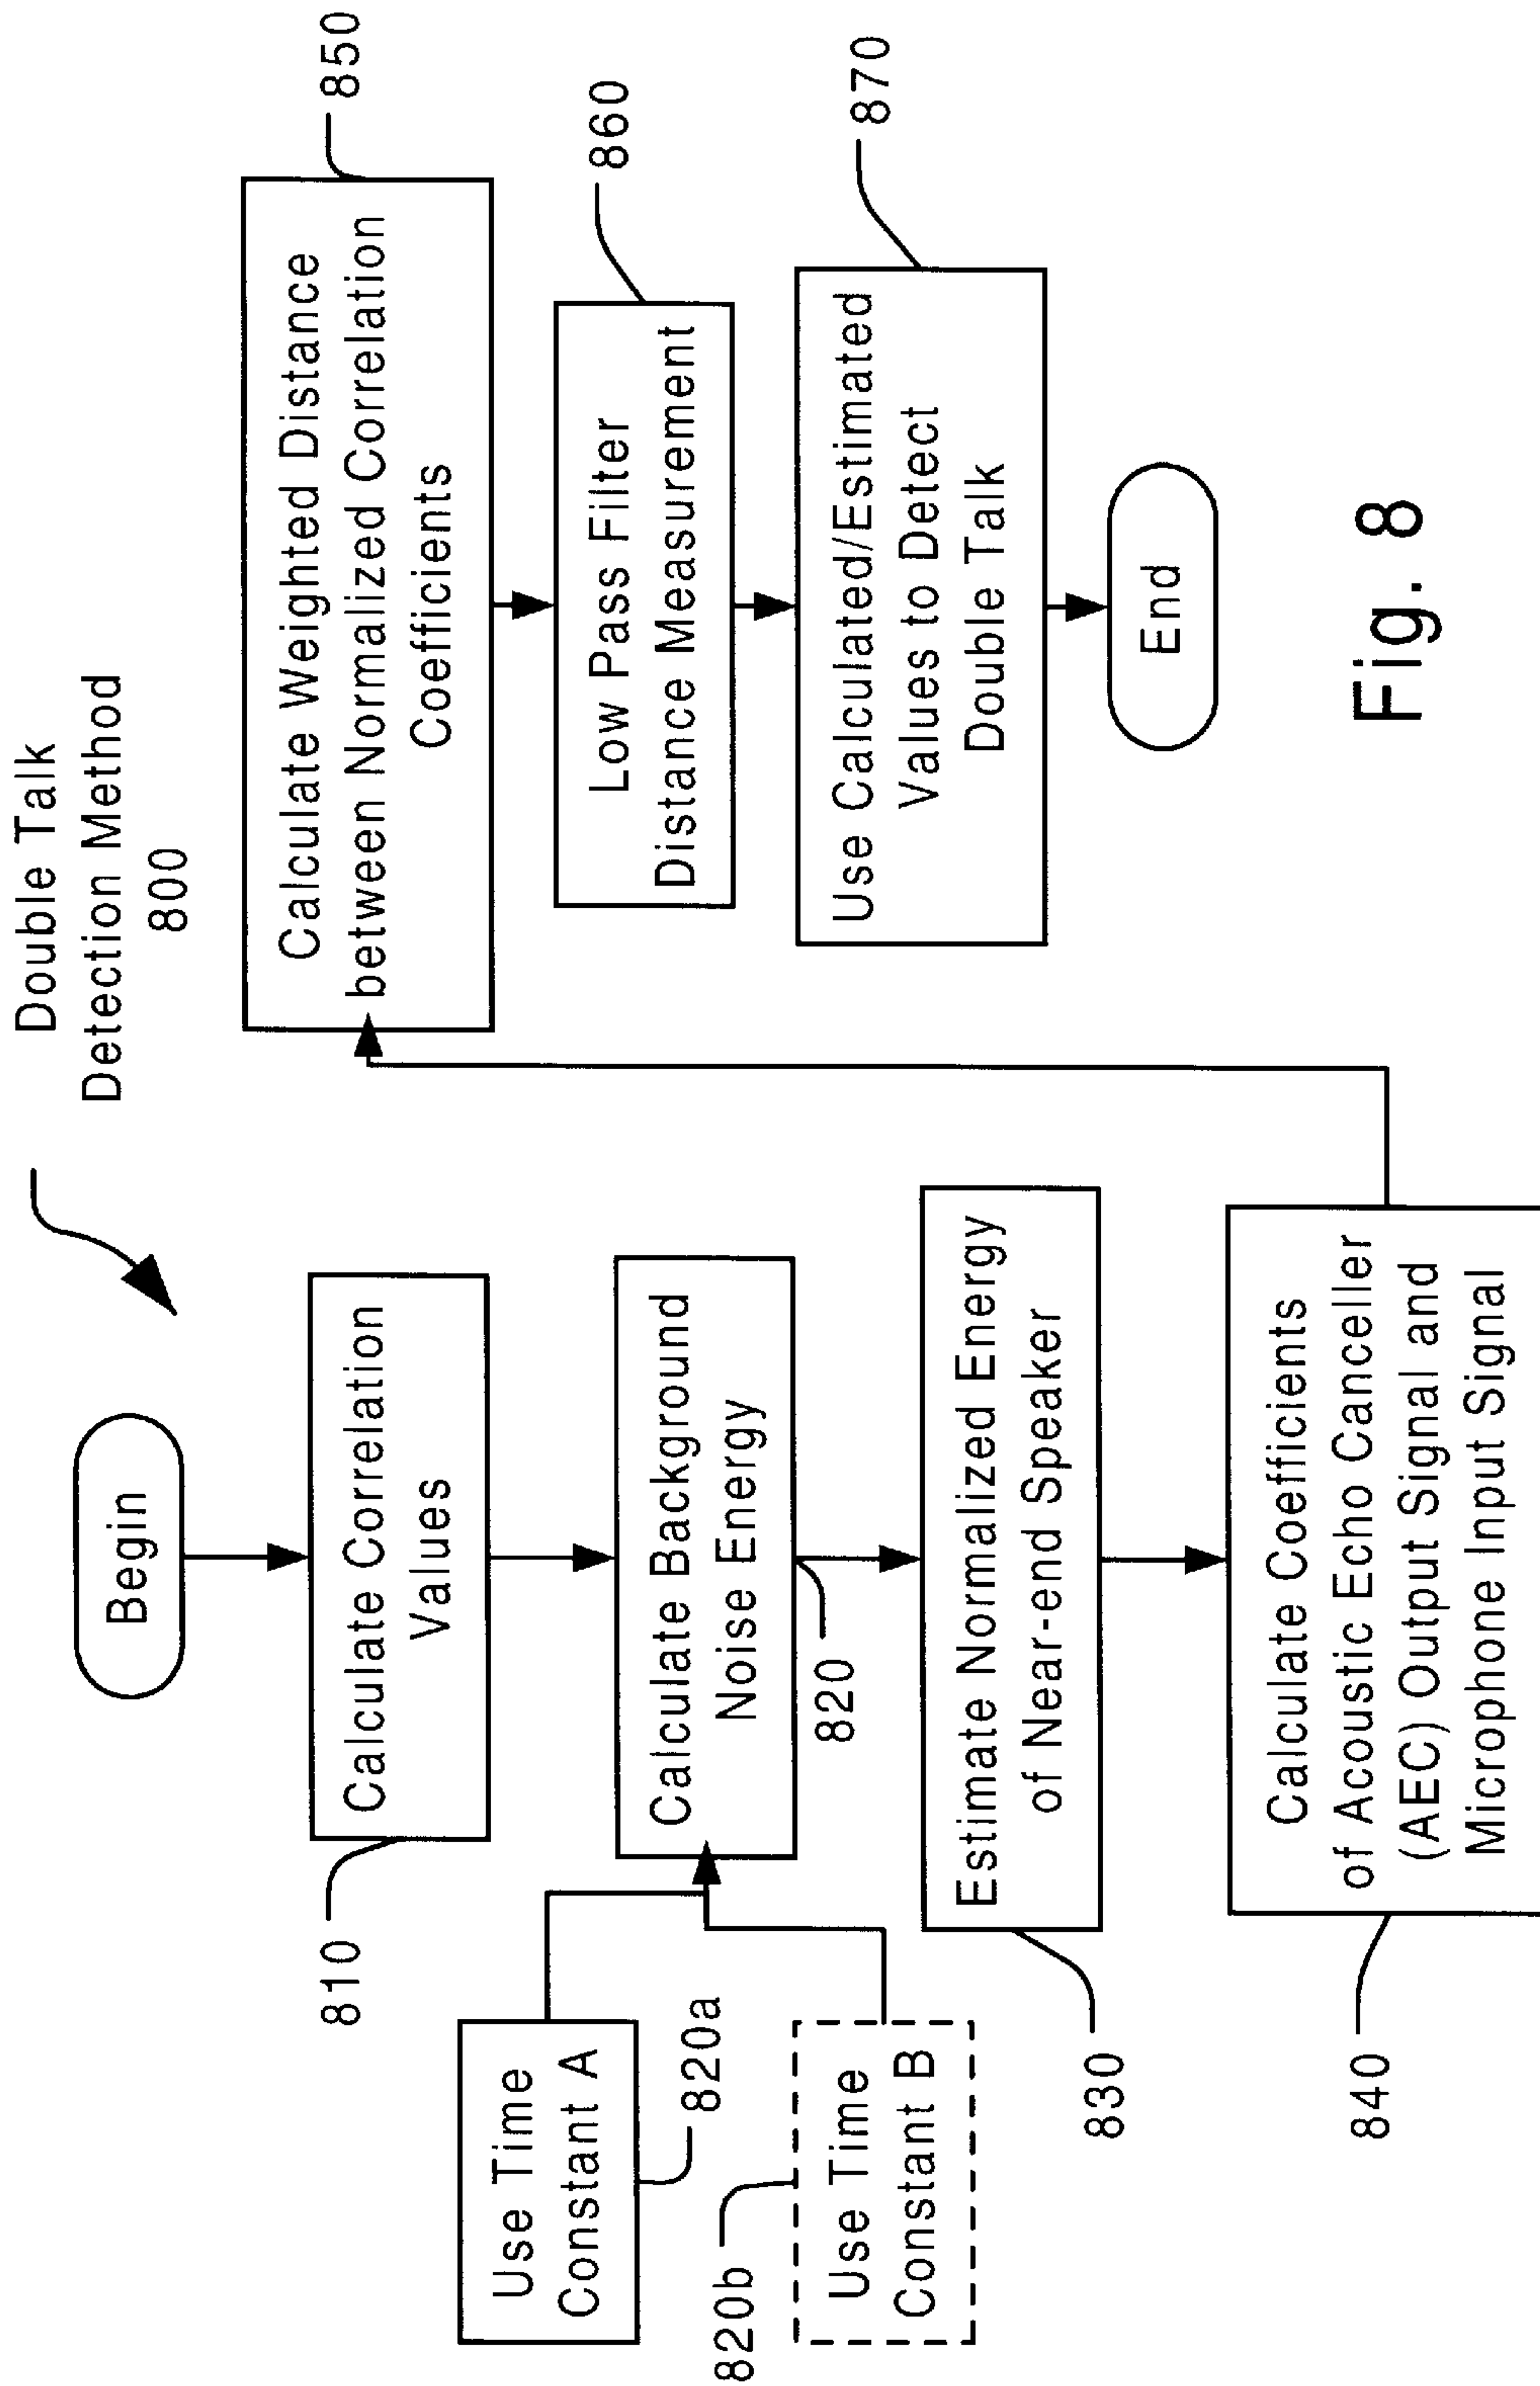 Double Talk
Detection Method
800
Begin
Calculate Correlation
Values
810
Calculate Background
Noise Energy
820
Use Time
Constant A
820a
Use Time
Constant B
820b
Estimate Normalized Energy
of Near-end Speaker
830
Calculate Coefficients
of Acoustic Echo Canceller
(AEC) Output Signal and
Microphone Input Signal
840
Calculate Weighted Distance
between Normalized Correlation
Coefficients
850
Low Pass Filter
Distance Measurement
860
Use Calculated/Estimated
Values to Detect
Double Talk
870
End
Fig. 8